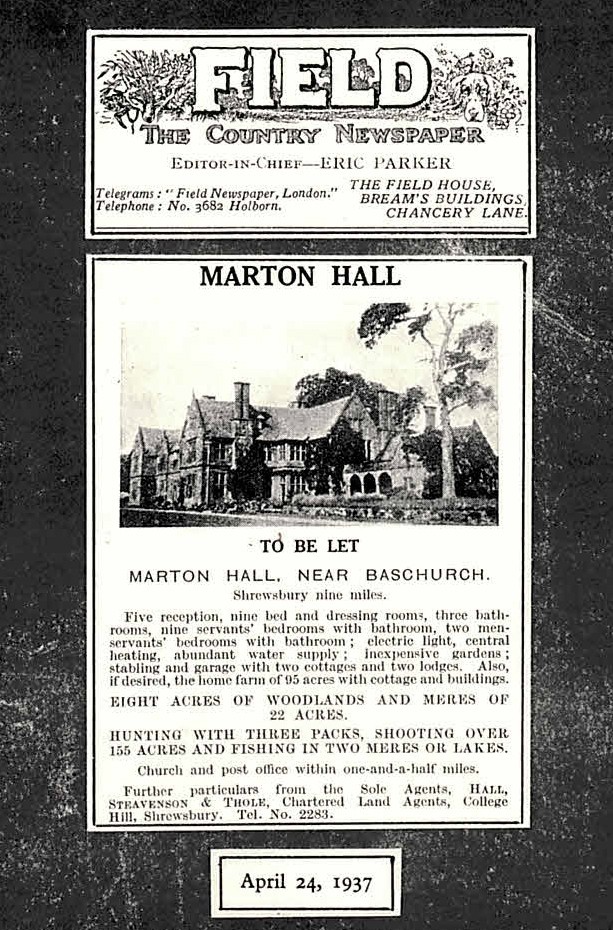 FIELD
THE COUNTRY NEWSPAPER
EDITOR-IN-CHIEF—ERIC PARKER
Telegrams: "Field Newspaper, London."
Telephone: No. 3682 Holborn.
THE FIELD HOUSE,
BREAM'S BUILDINGS,
CHANCERY LANE.
MARTON HALL
TO BE LET
MARTON HALL, NEAR BASCHURCH.
Shrewsbury nine miles.
Five reception, nine bed and dressing rooms, three bath-
rooms, nine servants' bedrooms with bathroom, two men-
servants' bedrooms with bathroom; electric light, central
heating, abundant water supply; inexpensive gardens;
stabling and garage with two cottages and two lodges. Also,
if desired, the home farm of 95 acres with cottage and buildings.
EIGHT ACRES OF WOODLANDS AND MERES OF
22 ACRES.
HUNTING WITH THREE PACKS, SHOOTING OVER
155 ACRES AND FISHING IN TWO MERES OR LAKES.
Church and post office within one-and-a-half miles.
Further particulars from the Sole Agents, HALL,
STEAVENSON & THOLE, Chartered Land Agents, College
Hill, Shrewsbury. Tel. No. 2283.
April 24, 1937